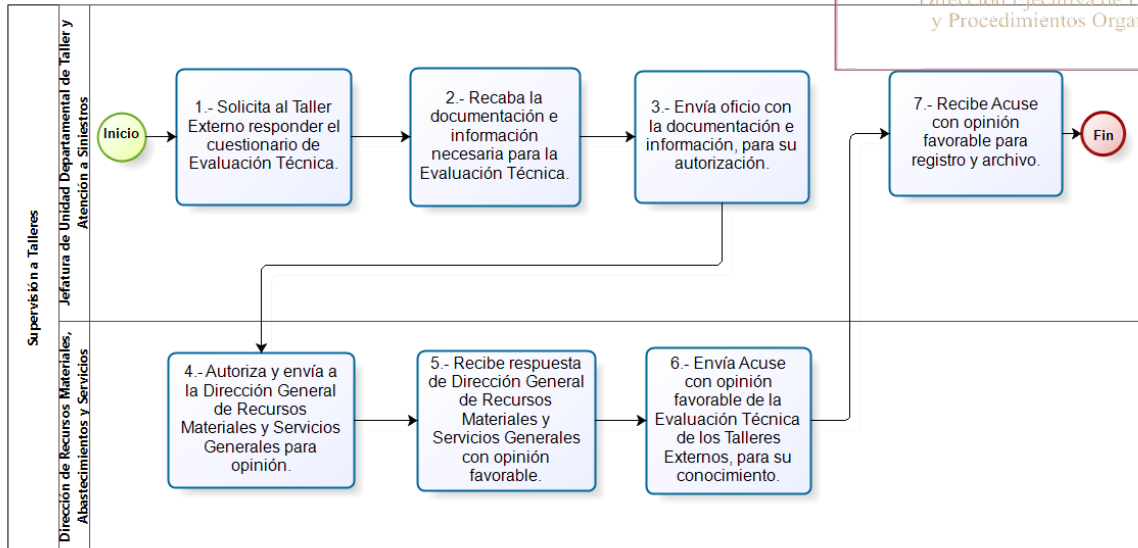 Dirección Ejecutiva de
y Procedimientos
Supervisión a Talleres
Jefatura de Unidad Departamental de Taller y
Atención a Siniestros
Inicio
1.- Solicita al Taller
Externo responder el
cuestionario de
Evaluación Técnica.
2.- Recaba la
documentación e
información
necesaria para la
Evaluación Técnica.
3.- Envía oficio con
la documentación e
información, para su
autorización.
7.- Recibe Acuse
con opinión
favorable para
registro y archivo.
Fin
Dirección de Recursos Materiales,
Abastecimientos y Servicios
4.- Autoriza y envía a
la Dirección General
de Recursos
Materiales y Servicios
Generales para
opinión.
5.- Recibe respuesta
de Dirección General
de Recursos
Materiales y
Servicios Generales
con opinión
favorable.
6.- Envía Acuse
con opinión
favorable de la
Evaluación Técnica
de los Talleres
Externos, para su
conocimiento.